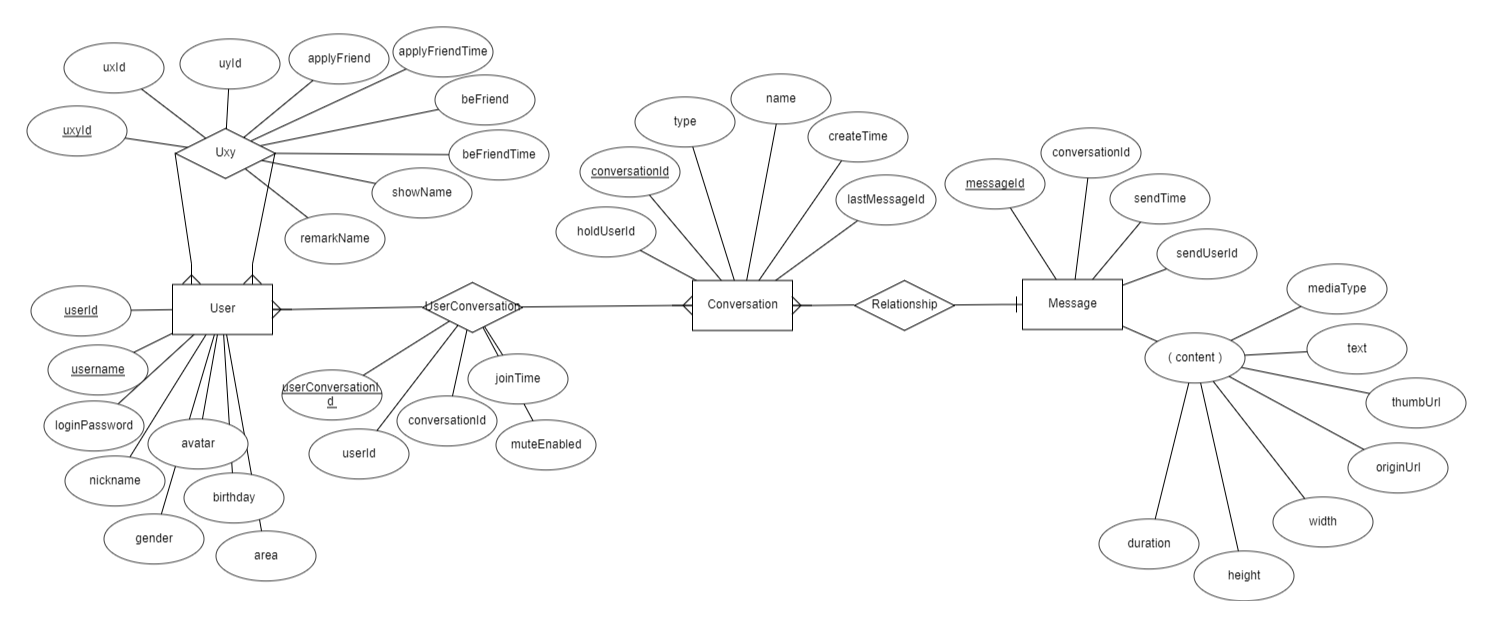 uxId
uyId
applyFriend
applyFriendTime
uxyId
beFriend
Uxy
beFriendTime
showName
remarkName
userId
User
username
loginPassword
nickname
avatar
gender
birthday
area
UserConversation
userConversationI
d
userId
conversationId
joinTime
muteEnabled
name
type
createTime
conversationId
lastMessageId
holdUserId
Conversation
Relationship
conversationId
messageId
sendTime
sendUserId
Message
mediaType
( content )
text
thumbUrl
originUrl
width
height
duration